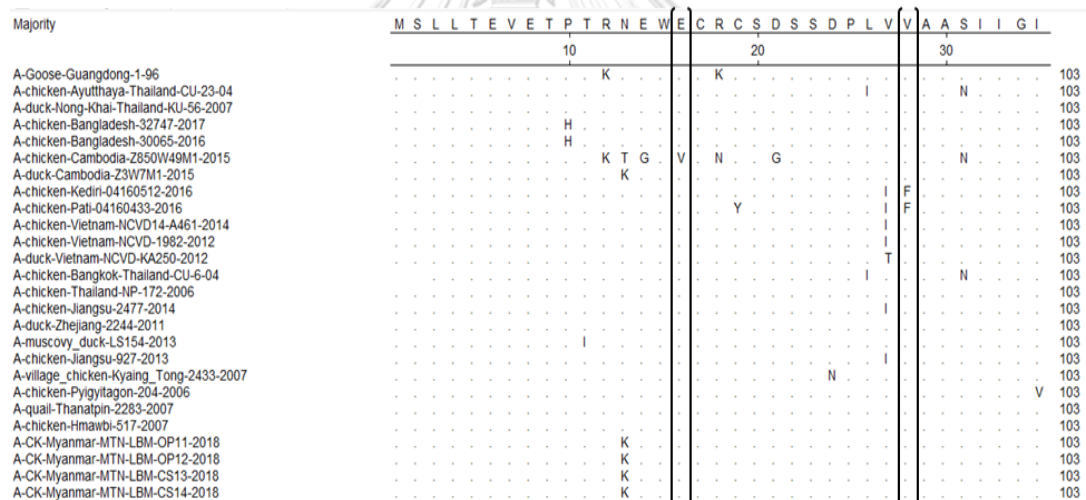 Majority M S L L T E V E T P T R N E W E C R C S D S S D P L V V A A S I I G I
10 20 30
A-Goose-Guangdong-1-96 . . . . . . . . . . . K . . . . . K . . . . . . . . . . . . . . . . . 103
A-chicken-Ayutthaya-Thailand-CU-23-04 . . . . . . . . . . . . . . . . . . . . . . . . . I . . . . N . . . . 103
A-duck-Nong-Khai-Thailand-KU-56-2007 . . . . . . . . . . . . . . . . . . . . . . . . . . . . . . . . . . . 103
A-chicken-Bangladesh-32747-2017 . . . . . . . . . H . . . . . . . . . . . . . . . . . . . . . . . . . 103
A-chicken-Bangladesh-30065-2016 . . . . . . . . . H . . . . . . . . . . . . . . . . . . . . . . . . . 103
A-chicken-Cambodia-Z850W49M1-2015 . . . . . . . . . . . K T G . V . N . . G . . . . . . . . . N . . . . 103
A-duck-Cambodia-Z3W7M1-2015 . . . . . . . . . . . . K . . . . . . . . . . . . . . . . . . . . . . 103
A-chicken-Kediri-04160512-2016 . . . . . . . . . . . . . . . . . . . . . . . . . . I F . . . . . . . 103
A-chicken-Pati-04160433-2016 . . . . . . . . . . . . . . . . . . Y . . . . . . . I F . . . . . . . 103
A-chicken-Vietnam-NCVD14-A461-2014 . . . . . . . . . . . . . . . . . . . . . . . . . . I . . . . . . . . 103
A-chicken-Vietnam-NCVD-1982-2012 . . . . . . . . . . . . . . . . . . . . . . . . . . I . . . . . . . . 103
A-duck-Vietnam-NCVD-KA250-2012 . . . . . . . . . . . . . . . . . . . . . . . . . . T . . . . . . . . 103
A-chicken-Bangkok-Thailand-CU-6-04 . . . . . . . . . . . . . . . . . . . . . . . . . I . . . . N . . . . 103
A-chicken-Thailand-NP-172-2006 . . . . . . . . . . . . . . . . . . . . . . . . . . . . . . . . . . . 103
A-chicken-Jiangsu-2477-2014 . . . . . . . . . . . . . . . . . . . . . . . . . . I . . . . . . . . 103
A-duck-Zhejiang-2244-2011 . . . . . . . . . . . . . . . . . . . . . . . . . . . . . . . . . . . 103
A-muscovy_duck-LS154-2013 . . . . . . . . . . I . . . . . . . . . . . . . . . . . . . . . . . . 103
A-chicken-Jiangsu-927-2013 . . . . . . . . . . . . . . . . . . . . . . . . . . I . . . . . . . . 103
A-village_chicken-Kyaing_Tong-2433-2007 . . . . . . . . . . . . . . . . . . . . . . . N . . . . . . . . . . . 103
A-chicken-Pyigyitagon-204-2006 . . . . . . . . . . . . . . . . . . . . . . . . . . . . . . . . . . V 103
A-quail-Thanatpin-2283-2007 . . . . . . . . . . . . . . . . . . . . . . . . . . . . . . . . . . . 103
A-chicken-Hmawbi-517-2007 . . . . . . . . . . . . . . . . . . . . . . . . . . . . . . . . . . . 103
A-CK-Myanmar-MTN-LBM-OP11-2018 . . . . . . . . . . . . K . . . . . . . . . . . . . . . . . . . . . . 103
A-CK-Myanmar-MTN-LBM-OP12-2018 . . . . . . . . . . . . K . . . . . . . . . . . . . . . . . . . . . . 103
A-CK-Myanmar-MTN-LBM-CS13-2018 . . . . . . . . . . . . K . . . . . . . . . . . . . . . . . . . . . . 103
A-CK-Myanmar-MTN-LBM-CS14-2018 . . . . . . . . . . . . K . . . . . . . . . . . . . . . . . . . . . . 103